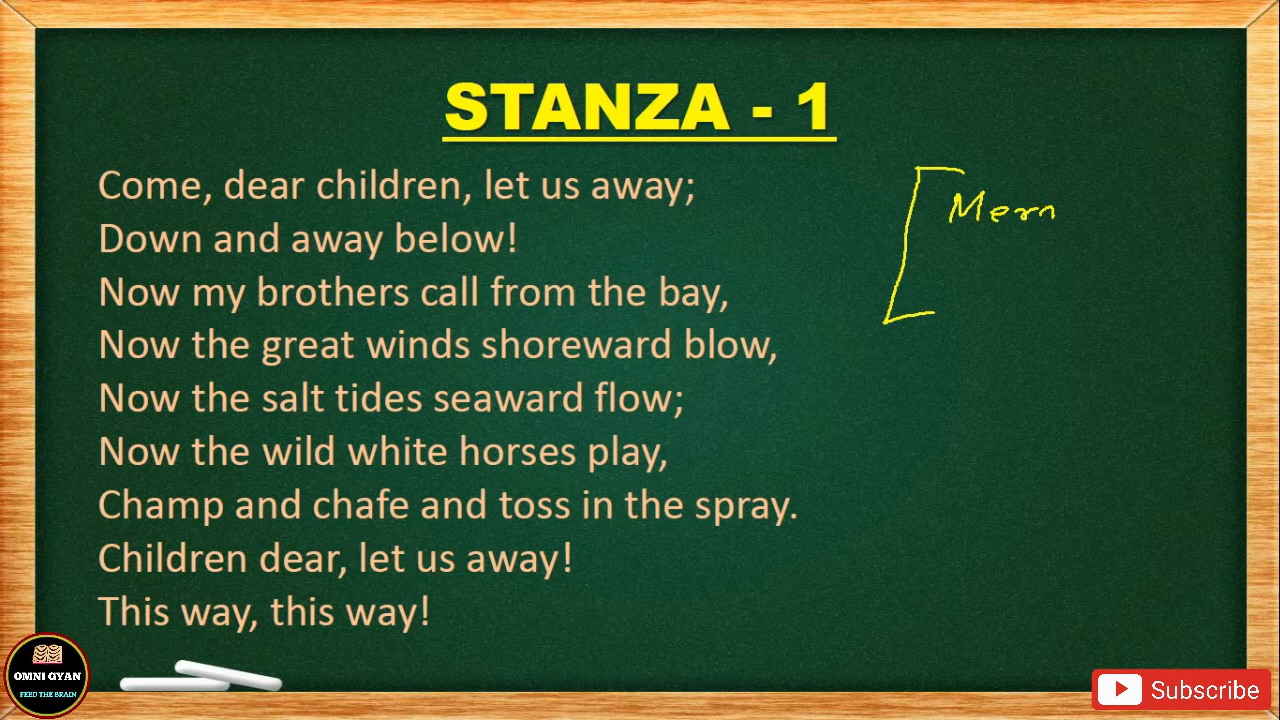 STANZA - 1
Come, dear children, let us away;
Down and away below!
Now my brothers call from the bay,
Now the great winds shoreward blow,
Now the salt tides seaward flow;
Now the wild white horses play,
Champ and chafe and toss in the spray.
Children dear, let us away!
This way, this way!
Merm
OMNI GYAN
FEED THE BRAIN
Subscribe